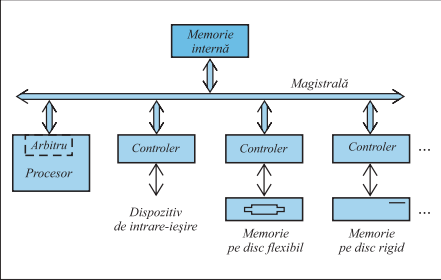 Memorie
internă
Magistrală
Arbitru
Procesor
Controler
Controler
Controler
...
Dispozitiv
de intrare-ieșire
Memorie
pe disc flexibil
Memorie
pe disc rigid
...